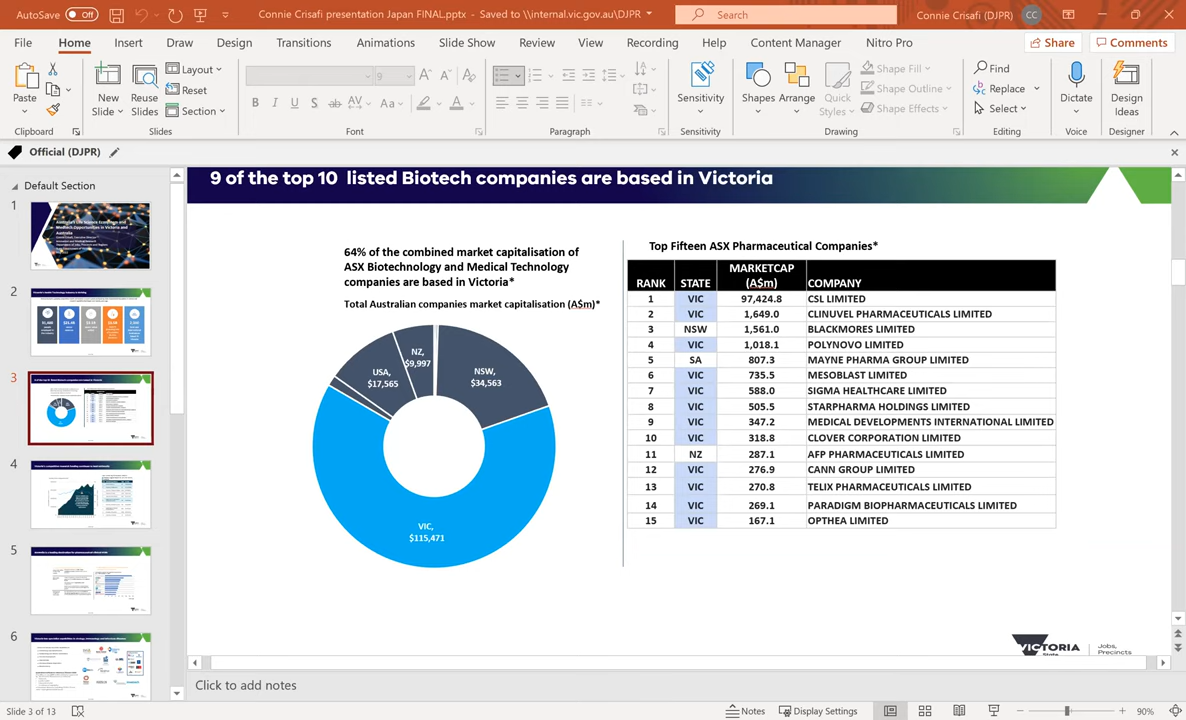 AutoSave Off Connie Crisafi presentation Japan FINAL.pptx - Saved to \\internal.vic.gov.au\DJPR Search Connie Crisafi (DJPR) CC
File Home Insert Draw Design Transitions Animations Slide Show Review View Recording Help Content Manager Nitro Pro Share Comments
Paste
New Slide
Reuse Slides
Layout
Reset
Section
9
Sensitivity
Shapes
Arrange
Quick Styles
Shape Fill
Shape Outline
Shape Effects
Find
Replace
Select
Dictate
Design Ideas
Clipboard Slides Font Paragraph Sensitivity Drawing Editing Voice Designer
Official (DJPR)
Default Section
1
2
3
4
5
6
9 of the top 10 listed Biotech companies are based in Victoria
64% of the combined market capitalisation of
ASX Biotechnology and Medical Technology
companies are based in Victoria*
Total Australian companies market capitalisation (A$m)*
NZ,
$9,997
USA,
$17,565
NSW,
$34,563
VIC,
$115,471
Top Fifteen ASX Pharmaceutical Companies*
RANK STATE MARKETCAP (A$m) COMPANY
1 VIC 97,424.8 CSL LIMITED
2 VIC 1,649.0 CLINUVEL PHARMACEUTICALS LIMITED
3 NSW 1,561.0 BLACKMORES LIMITED
4 VIC 1,018.1 POLYNOVO LIMITED
5 SA 807.3 MAYNE PHARMA GROUP LIMITED
6 VIC 735.5 MESOBLAST LIMITED
7 VIC 588.0 SIGMA HEALTHCARE LIMITED
8 VIC 505.5 STARPHARMA HOLDINGS LIMITED
9 VIC 347.2 MEDICAL DEVELOPMENTS INTERNATIONAL LIMITED
10 VIC 318.8 CLOVER CORPORATION LIMITED
11 NZ 287.1 AFP PHARMACEUTICALS LIMITED
12 VIC 276.9 CANN GROUP LIMITED
13 VIC 270.8 TELIX PHARMACEUTICALS LIMITED
14 VIC 269.1 PARADIGM BIOPHARMACEUTICALS LIMITED
15 VIC 167.1 OPTHEA LIMITED
VICTORIA
State
Jobs,
Precincts
Click to add notes
Slide 3 of 13 Notes Display Settings 90%